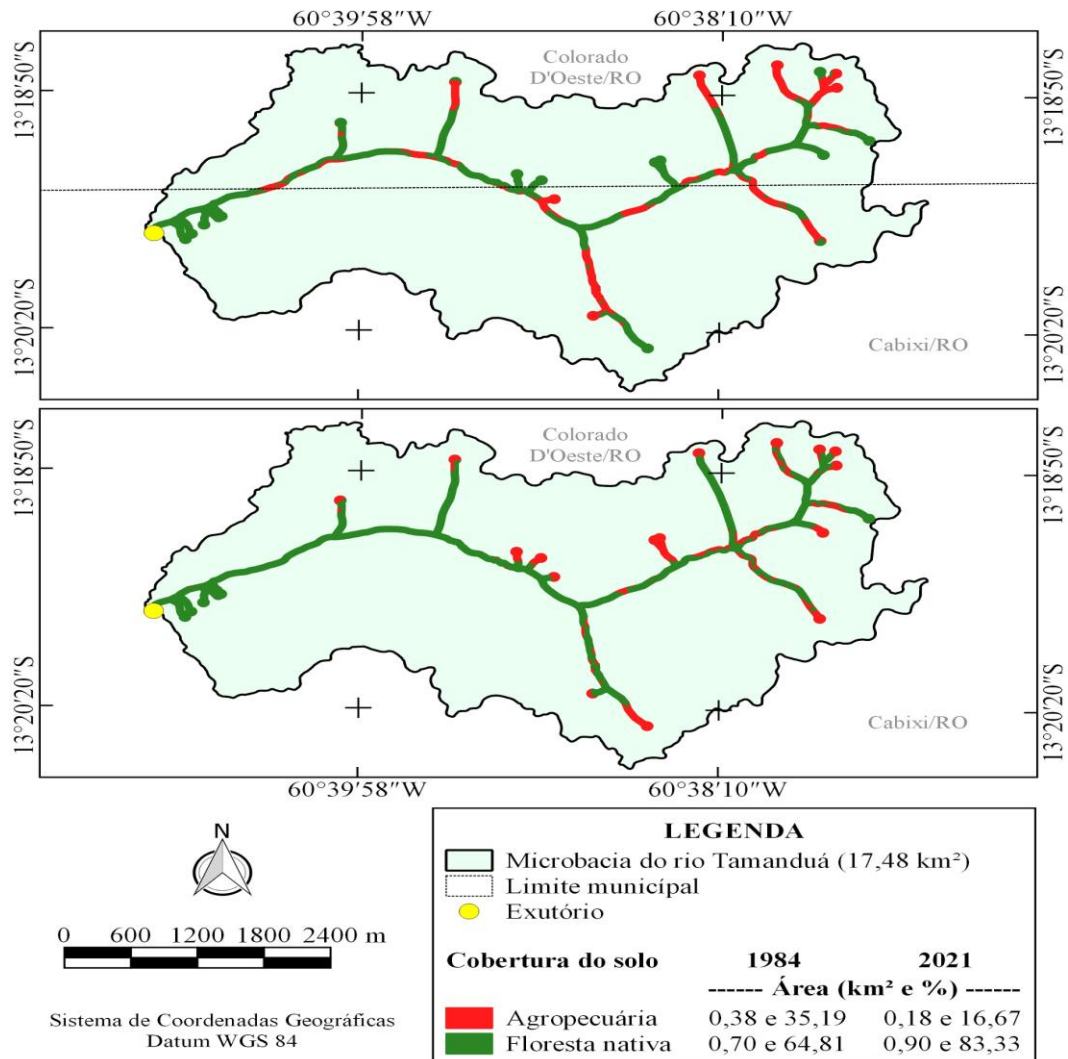 60°39'58"W 60°38'10"W
Colorado
D'Oeste/RO
13°18'50"S 13°18'50"S
13°20'20"S 13°20'20"S
Cabixi/RO
Colorado
D'Oeste/RO
13°18'50"S 13°18'50"S
13°20'20"S 13°20'20"S
Cabixi/RO
60°39'58"W 60°38'10"W
N
0 600 1200 1800 2400 m
Sistema de Coordenadas Geográficas
Datum WGS 84
LEGENDA
Microbacia do rio Tamanduá (17,48 km²)
Limite municípal
Exutório
Cobertura do solo 1984 2021
------ Área (km² e %) ------
Agropecuária 0,38 e 35,19 0,18 e 16,67
Floresta nativa 0,70 e 64,81 0,90 e 83,33